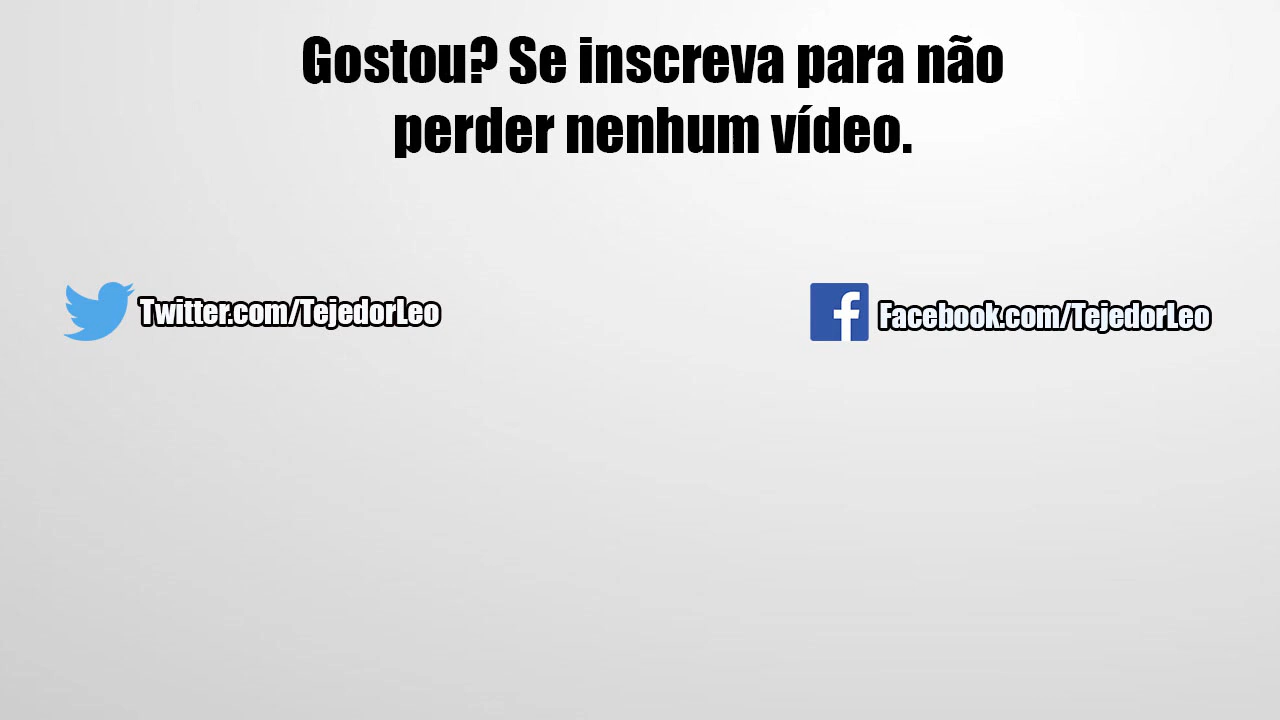 Gostou? Se inscreva para não
perder nenhum vídeo.
Twitter.com/TejedorLeo
Facebook.com/TejedorLeo